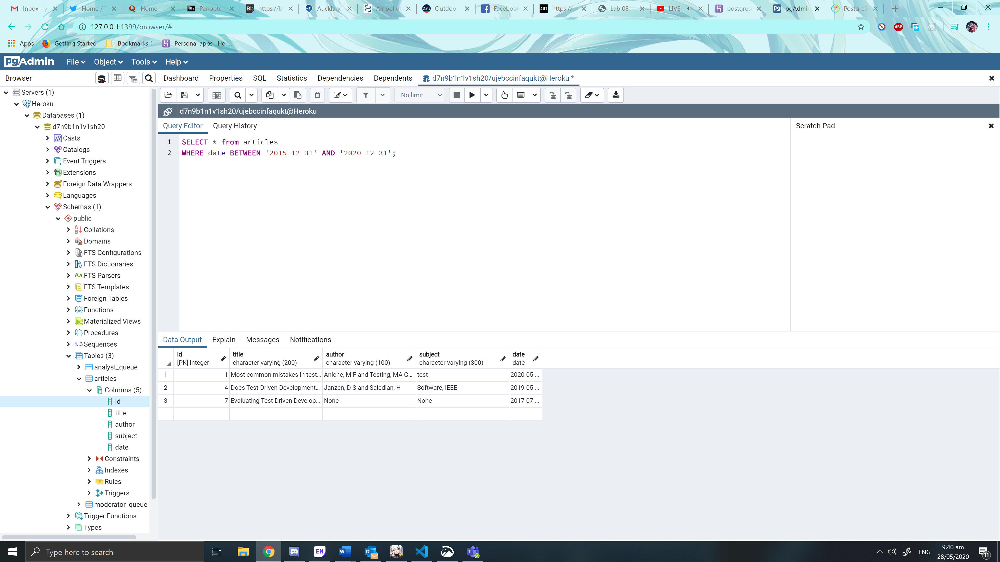 Inbox - y
Home / T
Home - 
Panopto
https://bl
Auckland
Air pollut
Outdoor
Facebook
https://
Lab 08
LIVE
postgres
pgAdmin
PostgreS
127.0.0.1:1399/browser/#
Apps
Getting Started
Bookmarks 1
Personal apps | Her...
pgAdmin
File
Object
Tools
Help
Browser
Dashboard
Properties
SQL
Statistics
Dependencies
Dependents
d7n9b1n1v1sh20/ujebccinfaqukt@Heroku *
Servers (1)
Heroku
Databases (1)
d7n9b1n1v1sh20
Casts
Catalogs
Event Triggers
Extensions
Foreign Data Wrappers
Languages
Schemas (1)
public
Collations
Domains
FTS Configurations
FTS Dictionaries
FTS Parsers
FTS Templates
Foreign Tables
Functions
Materialized Views
Procedures
1..3 Sequences
Tables (3)
analyst_queue
articles
Columns (5)
id
title
author
subject
date
Constraints
Indexes
Rules
Triggers
moderator_queue
Trigger Functions
Types
No limit
d7n9b1n1v1sh20/ujebccinfaqukt@Heroku
Query Editor
Query History
Scratch Pad
1 SELECT * from articles
2 WHERE date BETWEEN '2015-12-31' AND '2020-12-31';
Data Output
Explain
Messages
Notifications
id
[PK] integer
title
character varying (200)
author
character varying (100)
subject
character varying (300)
date
date
1 1 Most common mistakes in test... Aniche, M F and Testing, MA G... test 2020-05-...
2 4 Does Test-Driven Development... Janzen, D S and Saiedian, H Software, IEEE 2019-05-...
3 7 Evaluating Test-Driven Develop... None None 2017-07-...
Type here to search
ENG
9:40 am
28/05/2020
11